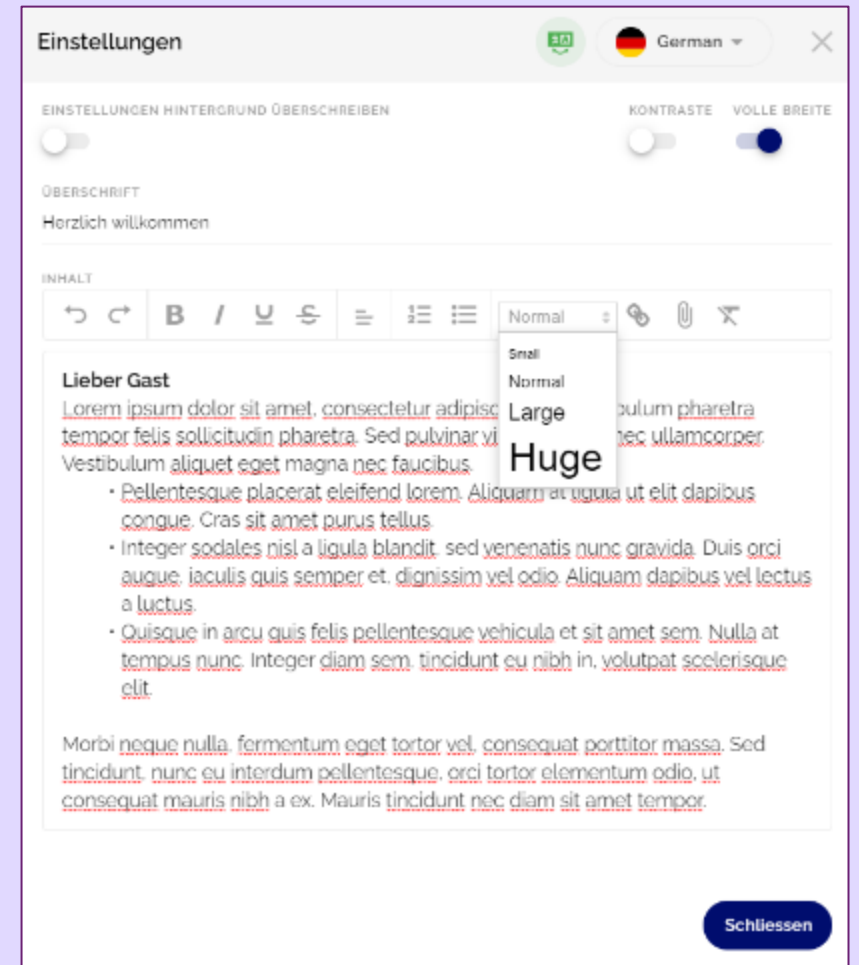 Einstellungen
German
EINSTELLUNGEN HINTERGRUND ÜBERSCHREIBEN
KONTRASTE VOLLE BREITE
ÜBERSCHRIFT
Herzlich willkommen
INHALT
B I U S Normal
Small
Normal
Large
Huge
Lieber Gast
Lorem ipsum dolor sit amet, consectetur adipisc pharetra
tempor felis sollicitudin pharetra. Sed pulvinar nec ullamcorper.
Vestibulum aliquet eget magna nec faucibus.
• Pellentesque placerat eleifend lorem. Aliquam at ligula ut elit dapibus
congue. Cras sit amet purus tellus.
• Integer sodales nisl a ligula blandit, sed venenatis nunc gravida. Duis orci
augue, iaculis quis semper et, dignissim vel odio. Aliquam dapibus vel lectus
a luctus.
• Quisque in arcu quis felis pellentesque vehicula et sit amet sem. Nulla at
tempus nunc. Integer diam sem, tincidunt eu nibh in, volutpat scelerisque
elit.
Morbi neque nulla, fermentum eget tortor vel, consequat porttitor massa. Sed
tincidunt, nunc eu interdum pellentesque, orci tortor elementum odio, ut
consequat mauris nibh a ex. Mauris tincidunt nec diam sit amet tempor.
Schliessen